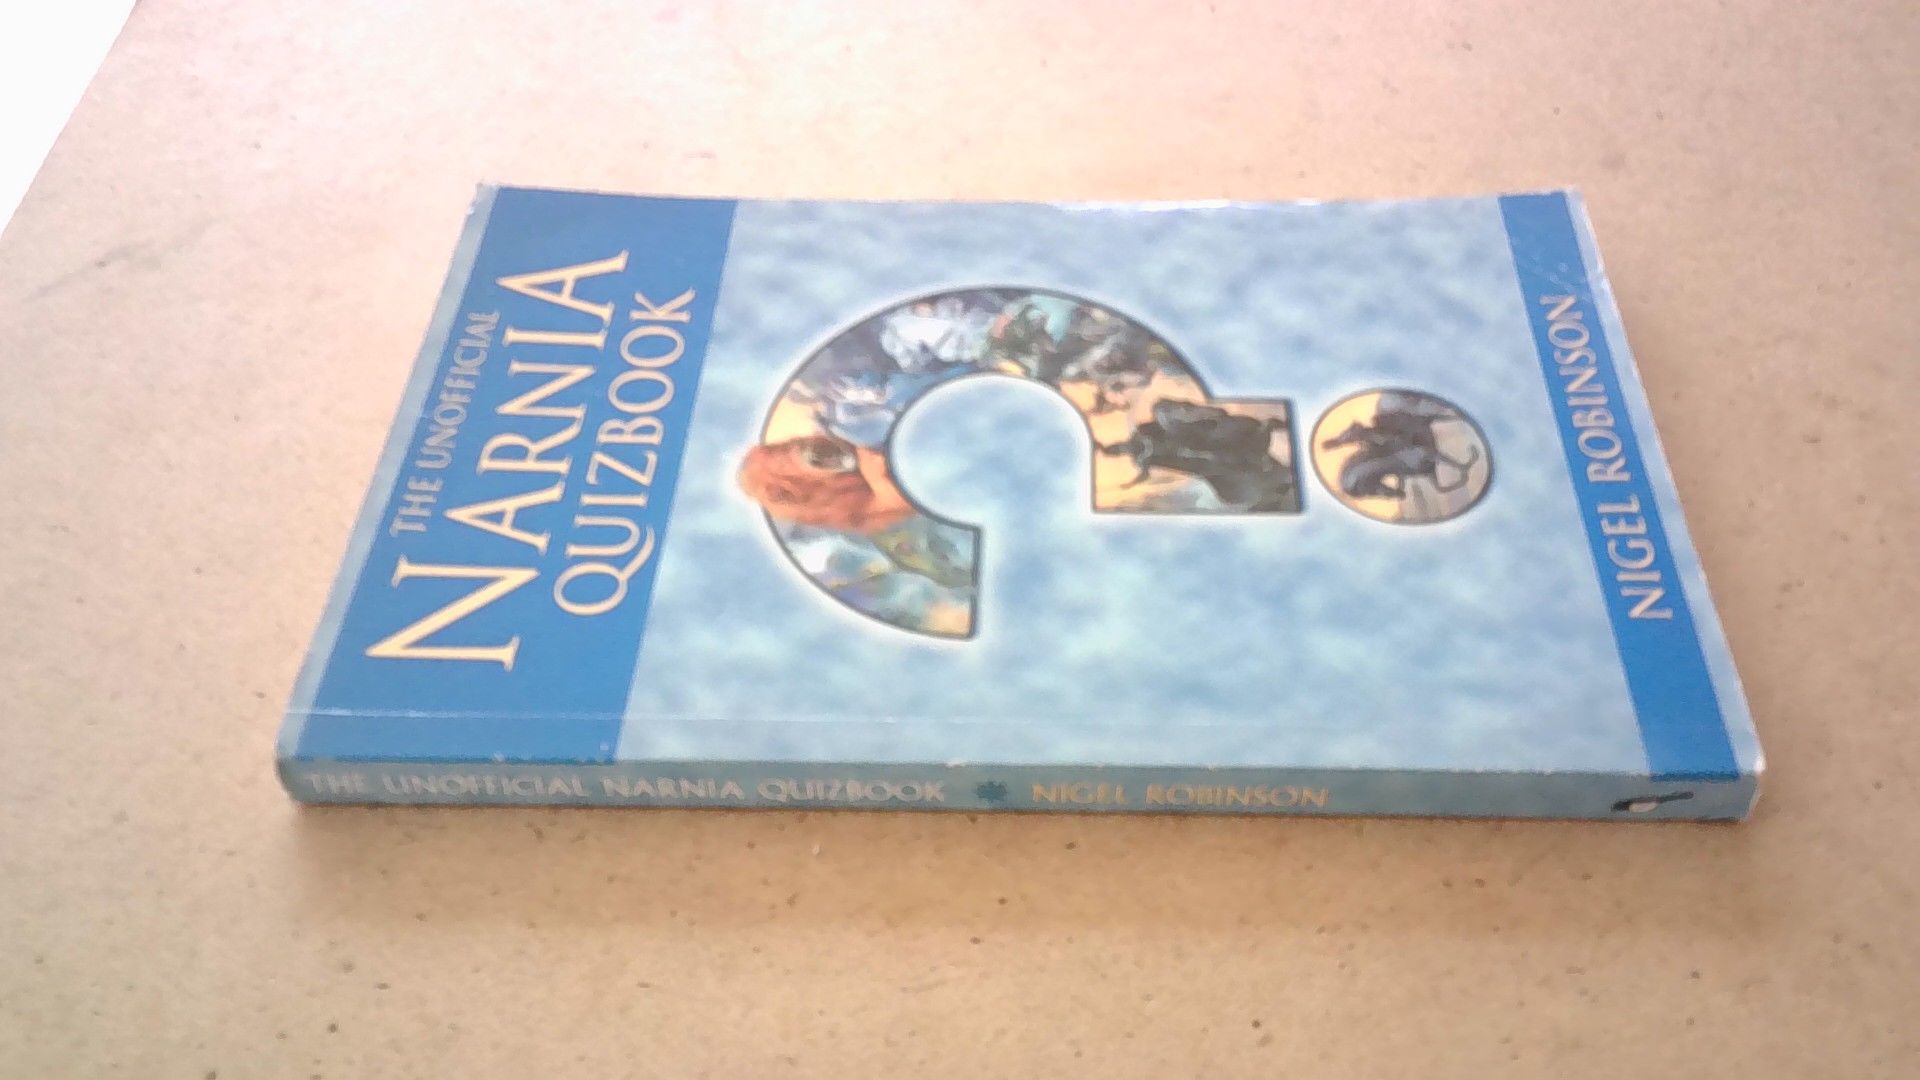 THE UNOFFICIAL
NARNIA
QUIZBOOK
NIGEL ROBINSON
THE UNOFFICIAL NARNIA QUIZBOOK * NIGEL ROBINSON